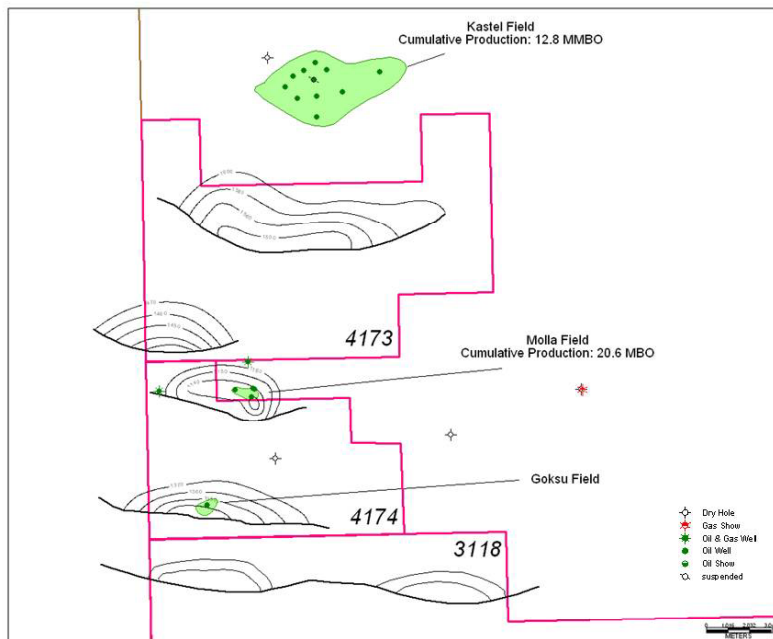 Kastel Field
Cumulative Production: 12.8 MMBO
4173
Molla Field
Cumulative Production: 20.6 MBO
Goksu Field
4174
3118
Dry Hole
Gas Show
Oil & Gas Well
Oil Well
Oil Show
suspended
METERS